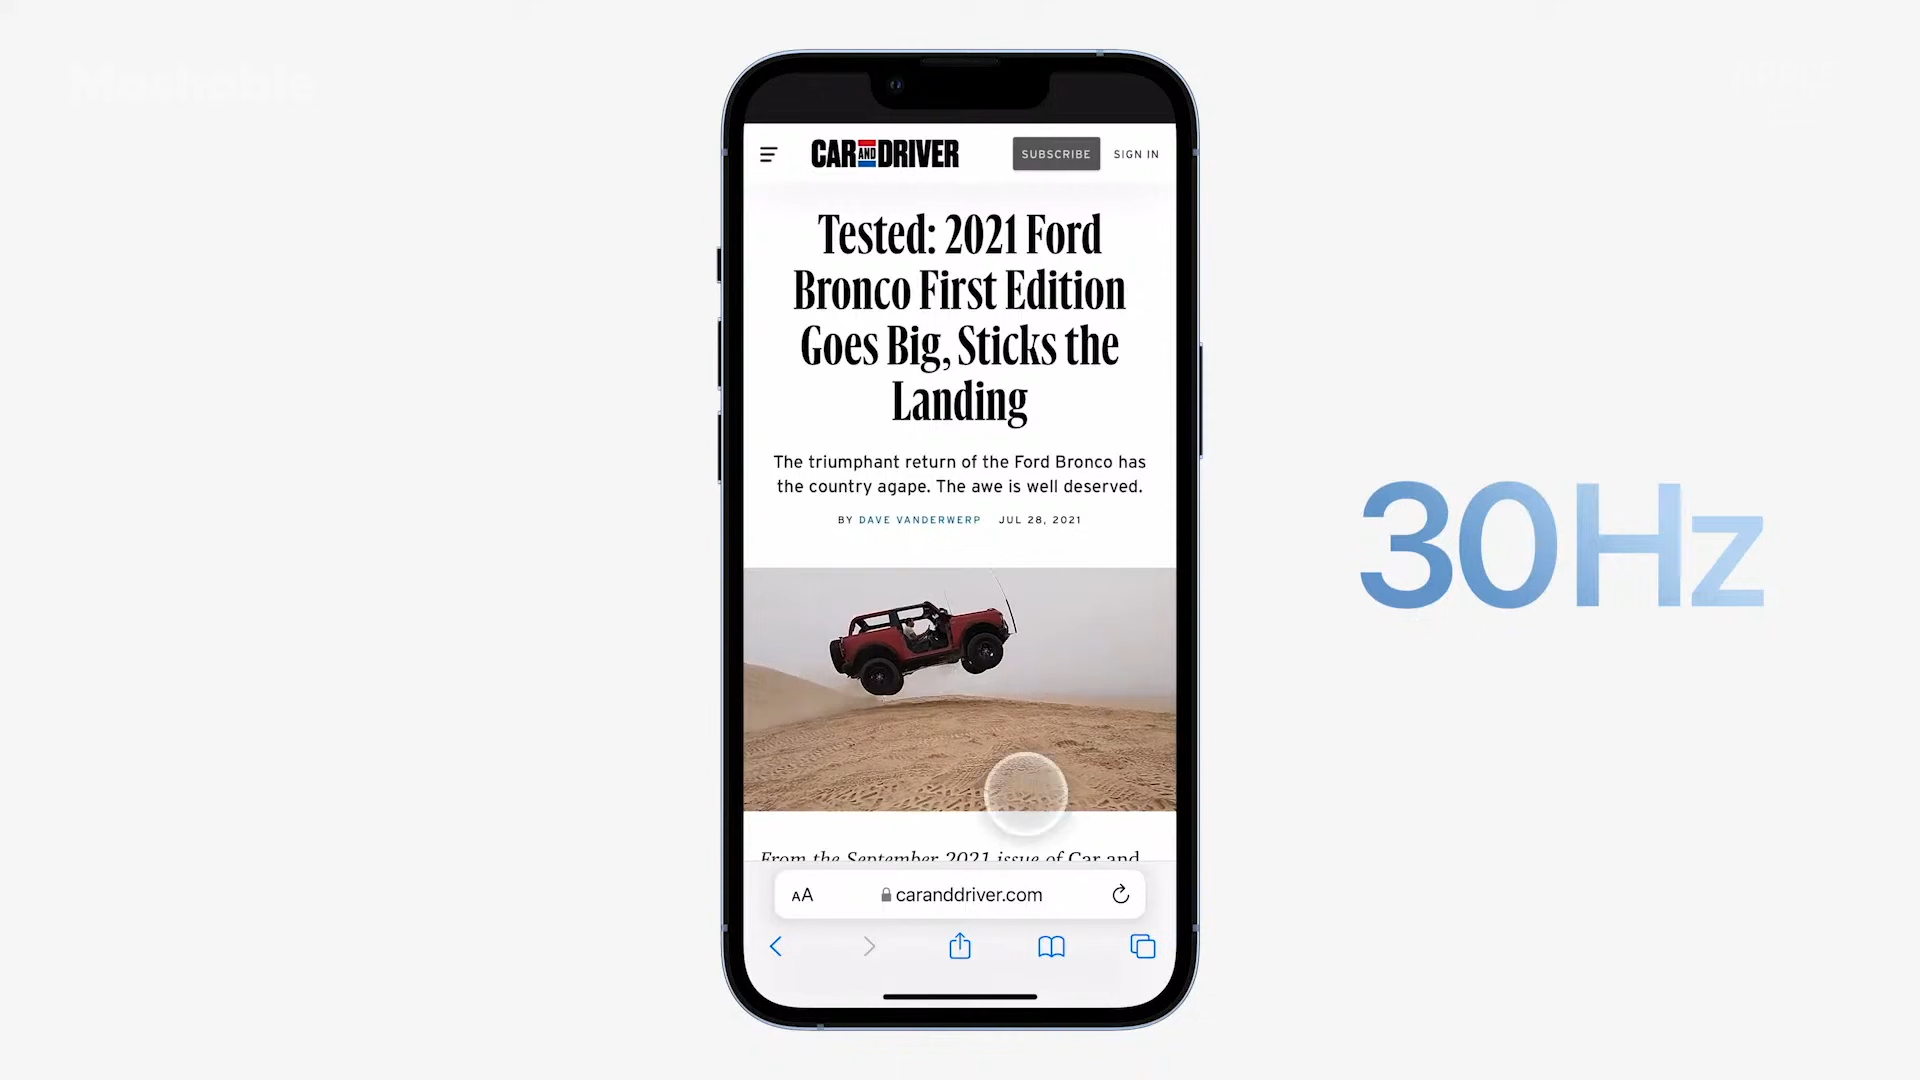 Mashable
APPLE
CAR AND DRIVER
SUBSCRIBE
SIGN IN
Tested: 2021 Ford
Bronco First Edition
Goes Big, Sticks the
Landing
The triumphant return of the Ford Bronco has
the country agape. The awe is well deserved.
BY DAVE VANDERWERP JUL 28, 2021
30Hz
From the September 2021 issue of Car and
AA
caranddriver.com